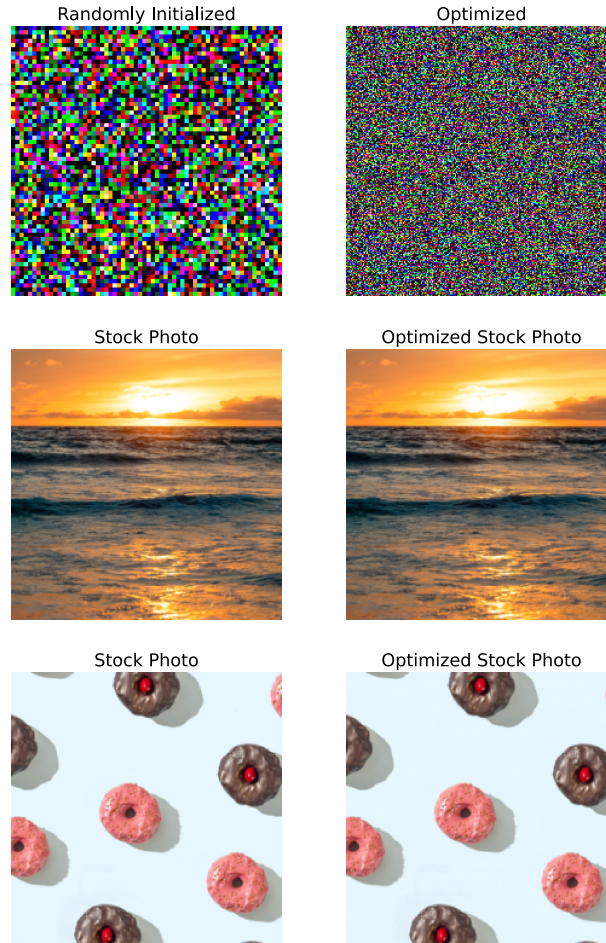 Randomly Initialized
Optimized
Stock Photo
Optimized Stock Photo
Stock Photo
Optimized Stock Photo